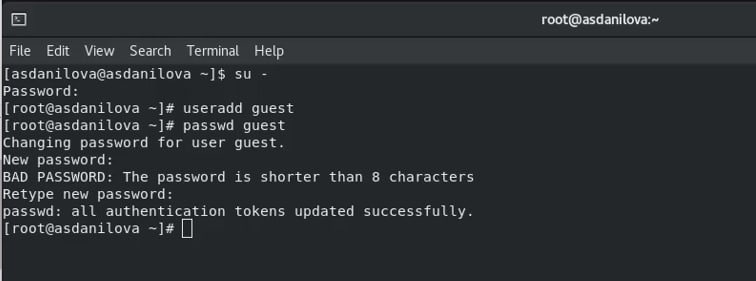 root@asdanilova:~
File Edit View Search Terminal Help
[asdanilova@asdanilova ~]$ su -
Password:
[root@asdanilova ~]# useradd guest
[root@asdanilova ~]# passwd guest
Changing password for user guest.
New password:
BAD PASSWORD: The password is shorter than 8 characters
Retype new password:
passwd: all authentication tokens updated successfully.
[root@asdanilova ~]#